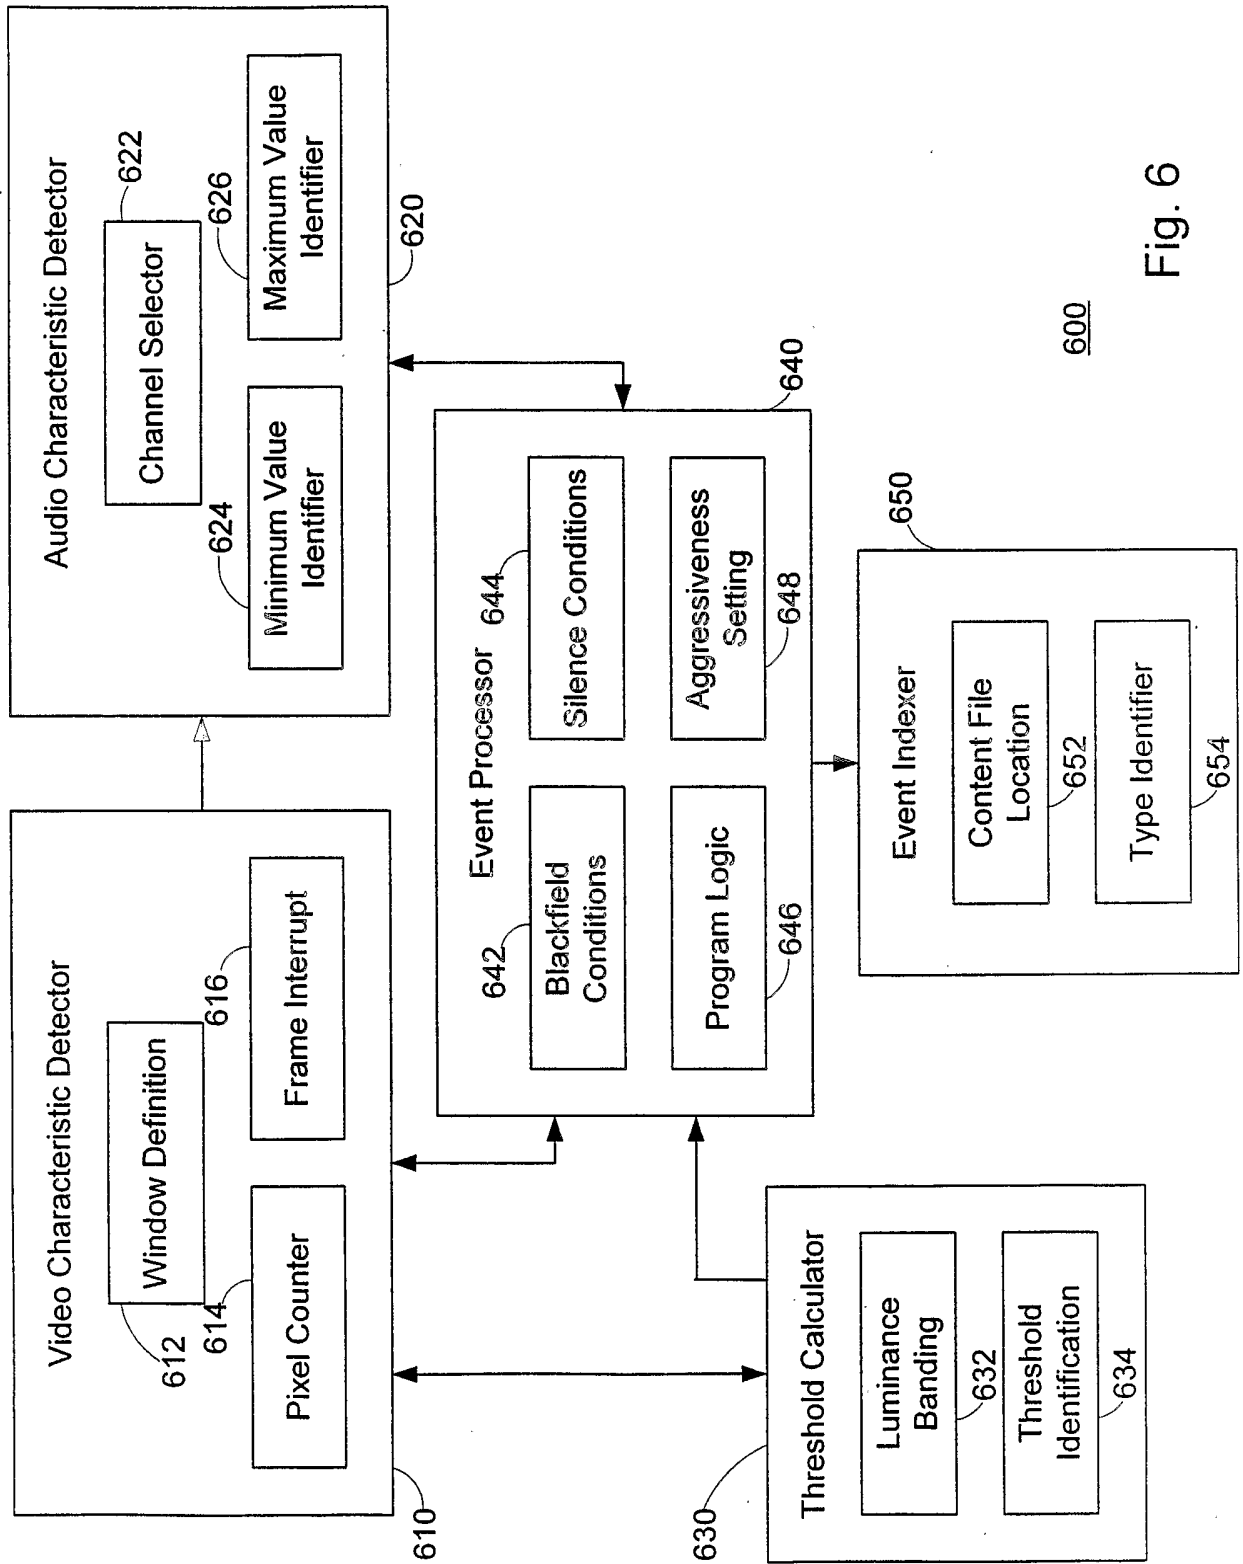 Video Characteristic Detector
Window Definition
612
614
616
Pixel Counter
Frame Interrupt
610
Audio Characteristic Detector
Channel Selector
622
624
626
Minimum Value
Identifier
Maximum Value
Identifier
620
Event Processor
642
644
Blackfield
Conditions
Silence Conditions
Program Logic
646
Aggressiveness
Setting
648
640
630
Threshold Calculator
Luminance
Banding
632
Threshold
Identification
634
Event Indexer
650
Content File
Location
652
Type Identifier
654
600
Fig. 6